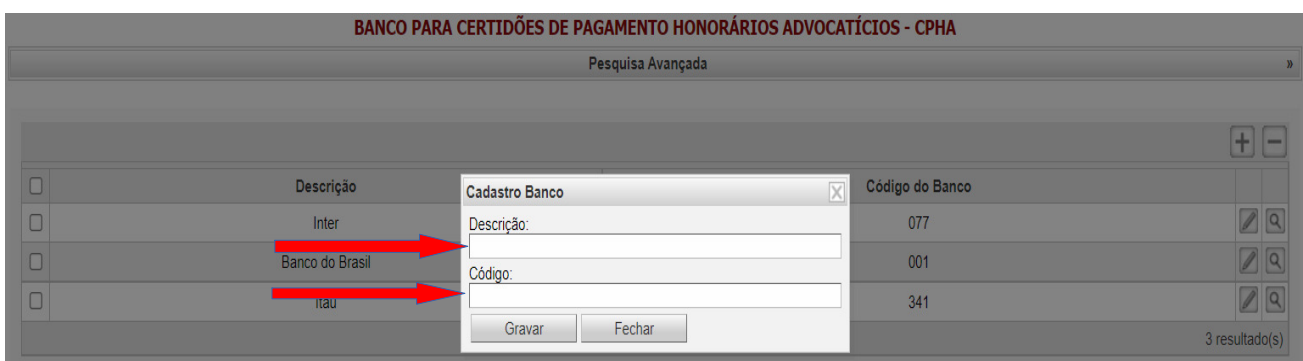 BANCO PARA CERTIDÕES DE PAGAMENTO HONORÁRIOS ADVOCATÍCIOS - CPHA
Pesquisa Avançada »
Descrição Código do Banco
Inter 077
Banco do Brasil 001
Itaú 341
3 resultado(s)
Cadastro Banco
Descrição:
Código:
Gravar Fechar